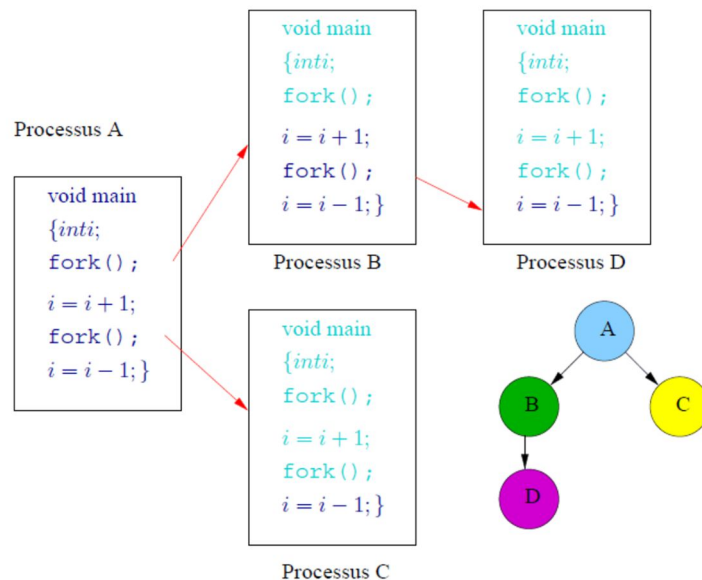 Processus A
void main
{inti;
fork();
i = i + 1;
fork();
i = i − 1; }
void main
{inti;
fork();
i = i + 1;
fork();
i = i − 1; }
Processus B
void main
{inti;
fork();
i = i + 1;
fork();
i = i − 1; }
Processus D
void main
{inti;
fork();
i = i + 1;
fork();
i = i − 1; }
Processus C
A
B
C
D